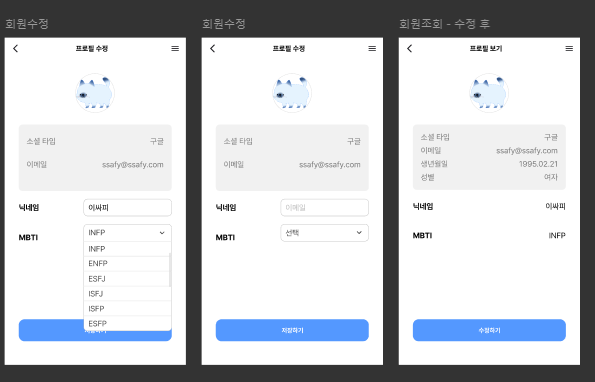 회원수정
프로필 수정
소셜 타입 구글
이메일 ssafy@ssafy.com
닉네임 이싸피
MBTI INFP
INFP
ENFP
ESFJ
ISFJ
ISFP
ESFP
회원수정
프로필 수정
소셜 타입 구글
이메일 ssafy@ssafy.com
닉네임 이메일
MBTI 선택
저장하기
회원조회 - 수정 후
프로필 보기
소셜 타입 구글
이메일 ssafy@ssafy.com
생년월일 1995.02.21
성별 여자
닉네임 이싸피
MBTI INFP
수정하기